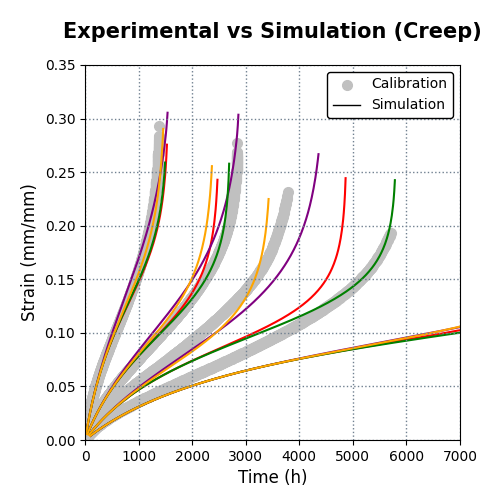 Experimental vs Simulation (Creep)
0.35
0.30
0.25
0.20
0.15
0.10
0.05
0.00
Strain (mm/mm)
Calibration
Simulation
0 1000 2000 3000 4000 5000 6000 7000
Time (h)